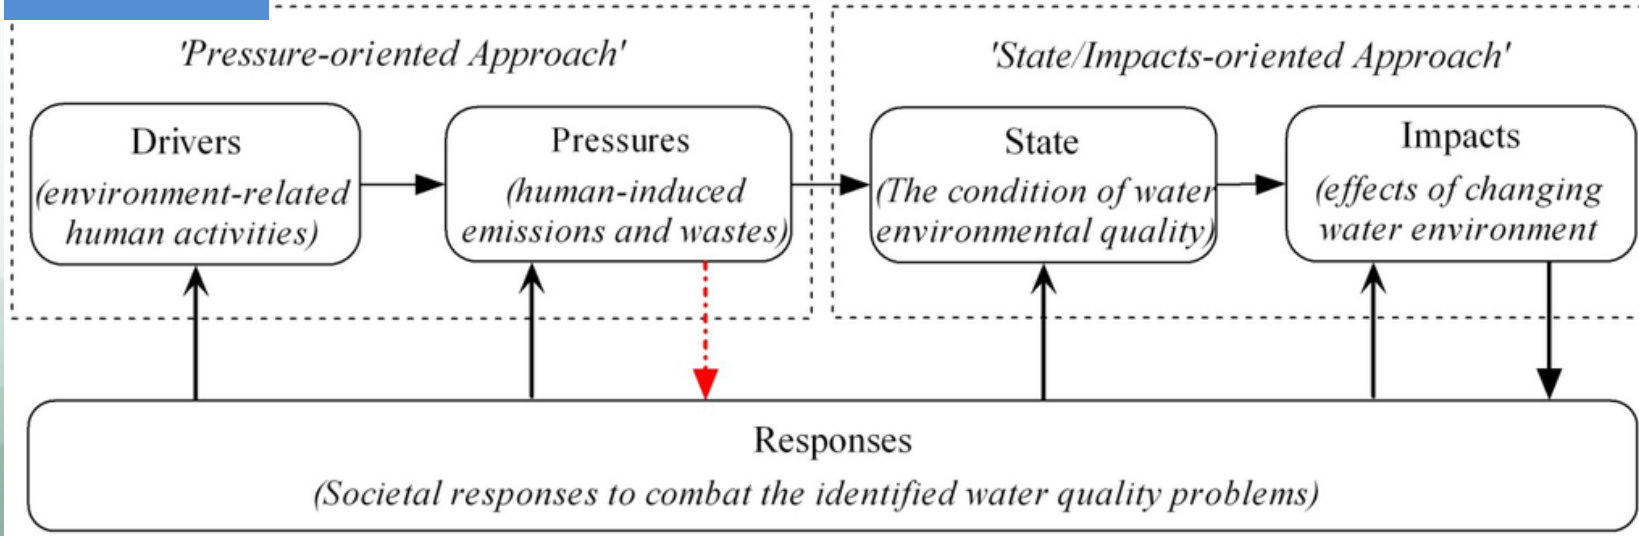 'Pressure-oriented Approach'
'State/Impacts-oriented Approach'
Drivers
(environment-related
human activities)
Pressures
(human-induced
emissions and wastes)
State
(The condition of water
environmental quality)
Impacts
(effects of changing
water environment
Responses
(Societal responses to combat the identified water quality problems)